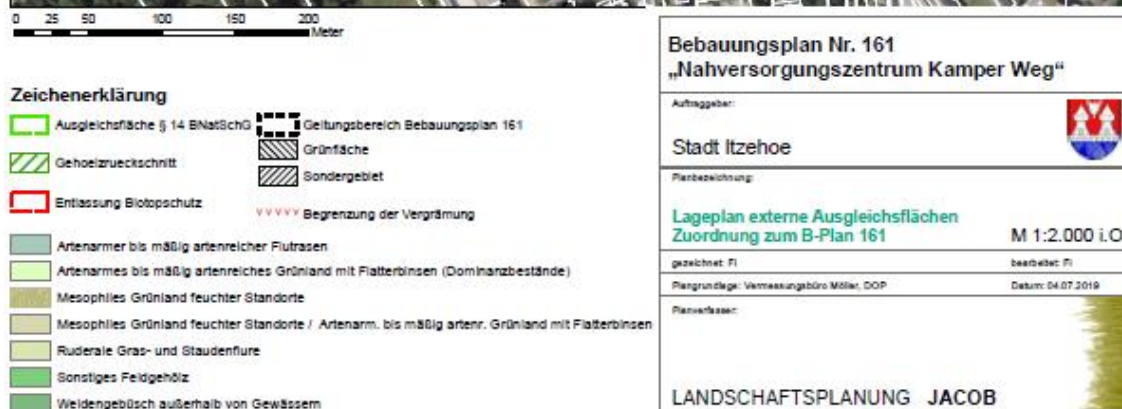 0 25 50 100 150 200
Meter
Zeichenerklärung
Ausgleichsfläche § 14 BNatSchG
Geltungsbereich Bebauungsplan 161
Grünfläche
Gehoelzrueckschnitt
Sondergebiet
Entlassung Biotopschutz
vvvvv Begrenzung der Vergrämung
Artenarmer bis mäßig artenreicher Flutrasen
Artenarmes bis mäßig artenreiches Grünland mit Flatterbinsen (Dominanzbestände)
Mesophiles Grünland feuchter Standorte
Mesophiles Grünland feuchter Standorte / Artenarm. bis mäßig artenr. Grünland mit Flatterbinsen
Ruderale Gras- und Staudenflure
Sonstiges Feldgehölz
Weidengebüsch außerhalb von Gewässern
Bebauungsplan Nr. 161
„Nahversorgungszentrum Kamper Weg“
Auftraggeber:
Stadt Itzehoe
Planbezeichnung:
Lageplan externe Ausgleichsflächen
Zuordnung zum B-Plan 161
M 1:2.000 i.O
gezeichnet: Fl
bearbeitet: Fl
Plangrundlage: Vermessungsbüro Möller, DOP
Datum: 04.07.2019
Planverfasser:
LANDSCHAFTSPLANUNG JACOB